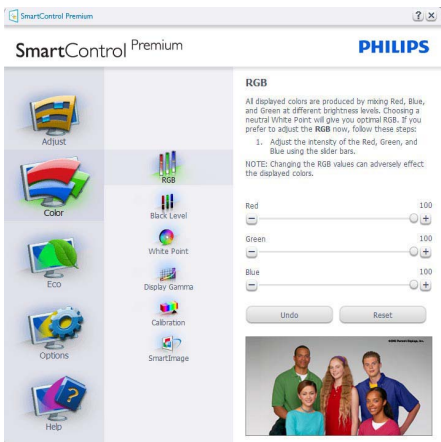 SmartControl Premium
SmartControl Premium
PHILIPS
Adjust
Color
Eco
Options
Help
RGB
Black Level
White Point
Display Gamma
Calibration
SmartImage
RGB
All displayed colors are produced by mixing Red, Blue,
and Green at different brightness levels. Choosing a
neutral White Point will give you optimal RGB. If you
prefer to adjust the RGB now, follow these steps:
1. Adjust the intensity of the Red, Green, and
Blue using the slider bars.
NOTE: Changing the RGB values can adversely effect
the displayed colors.
Red 100
Green 100
Blue 100
Undo Reset